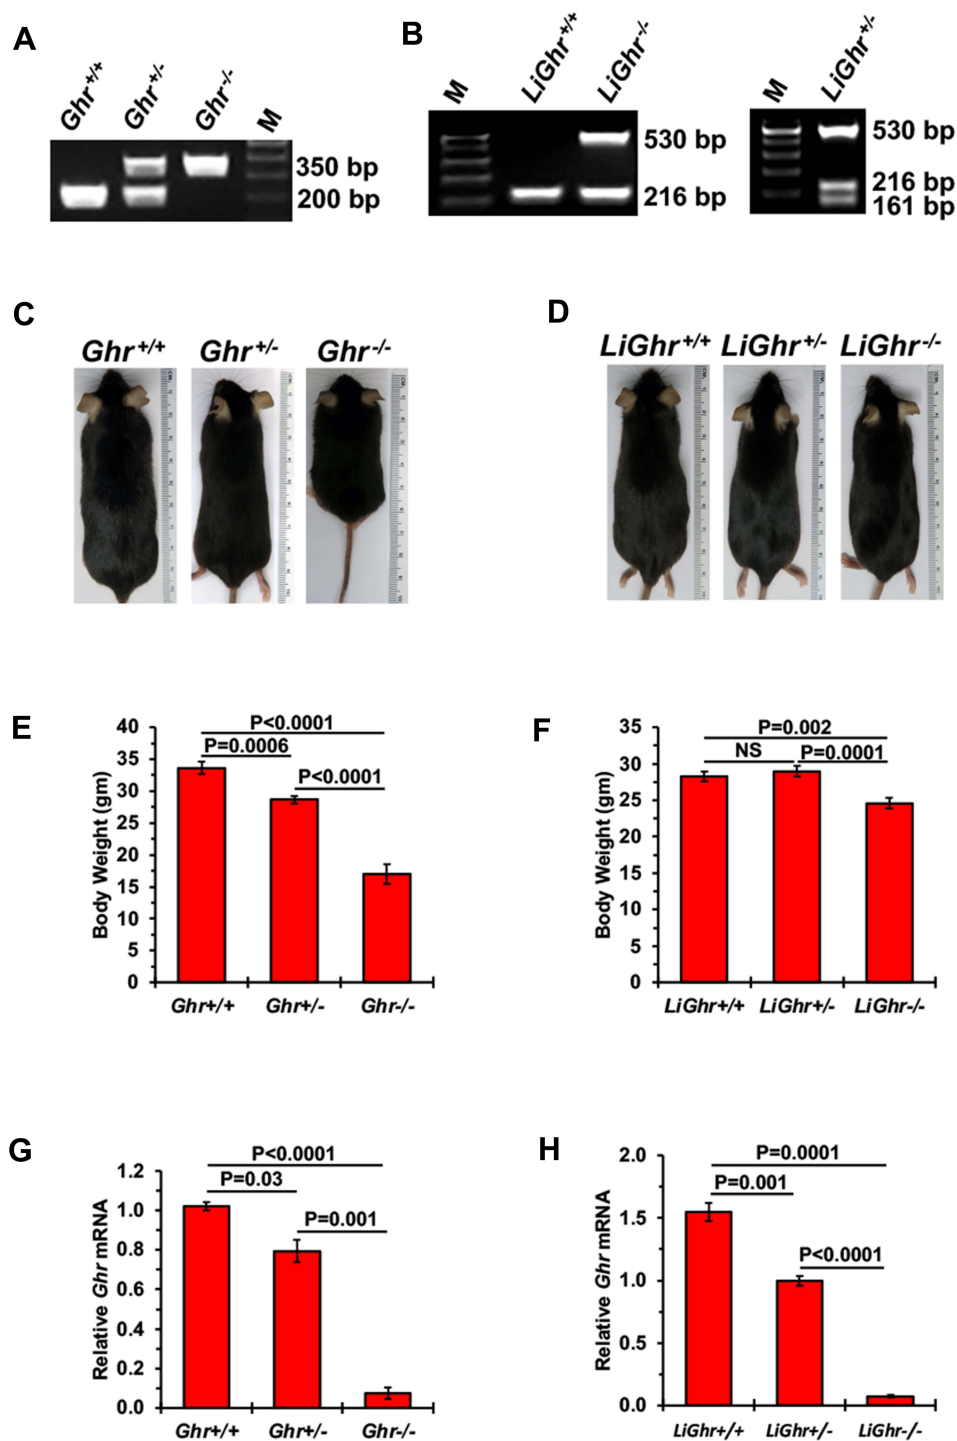 A
Ghr+/+ Ghr+/- Ghr-/- M
350 bp
200 bp
B
M LiGhr+/+ LiGhr-/-
530 bp
216 bp
M LiGhr+/-
530 bp
216 bp
161 bp
C
Ghr+/+ Ghr+/- Ghr-/-
D
LiGhr+/+ LiGhr+/- LiGhr-/-
E
Body Weight (gm)
40
35
30
25
20
15
10
5
0
P<0.0001
P=0.0006
P<0.0001
Ghr+/+ Ghr+/- Ghr-/-
F
Body Weight (gm)
35
30
25
20
15
10
5
0
P=0.002
NS P=0.0001
LiGhr+/+ LiGhr+/- LiGhr-/-
G
Relative Ghr mRNA
1.2
1.0
0.8
0.6
0.4
0.2
0.0
P<0.0001
P=0.03
P=0.001
Ghr+/+ Ghr+/- Ghr-/-
H
Relative Ghr mRNA
2.0
1.5
1.0
0.5
0.0
P=0.0001
P=0.001
P<0.0001
LiGhr+/+ LiGhr+/- LiGhr-/-